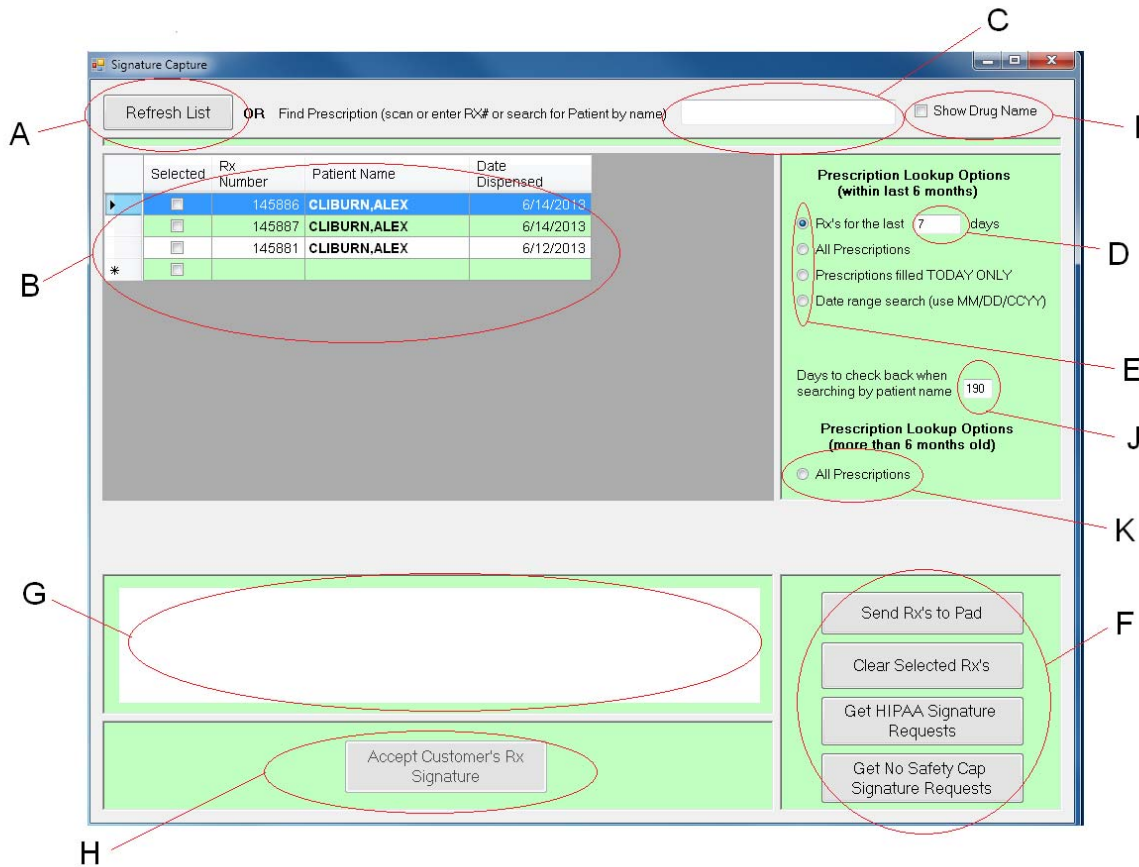 C
Signature Capture
Refresh List OR Find Prescription (scan or enter RX# or search for Patient by name) Show Drug Name
A
I
Selected Rx Number Patient Name Date Dispensed
145886 CLIBURN,ALEX 6/14/2013
145887 CLIBURN,ALEX 6/14/2013
145881 CLIBURN,ALEX 6/12/2013
*
B
Prescription Lookup Options
(within last 6 months)
Rx's for the last 7 days
D
All Prescriptions
Prescriptions filled TODAY ONLY
Date range search (use MM/DD/CCYY)
E
Days to check back when
searching by patient name 190
J
Prescription Lookup Options
(more than 6 months old)
All Prescriptions
K
G
Send Rx's to Pad
F
Clear Selected Rx's
Get HIPAA Signature
Requests
Get No Safety Cap
Signature Requests
Accept Customer's Rx
Signature
H